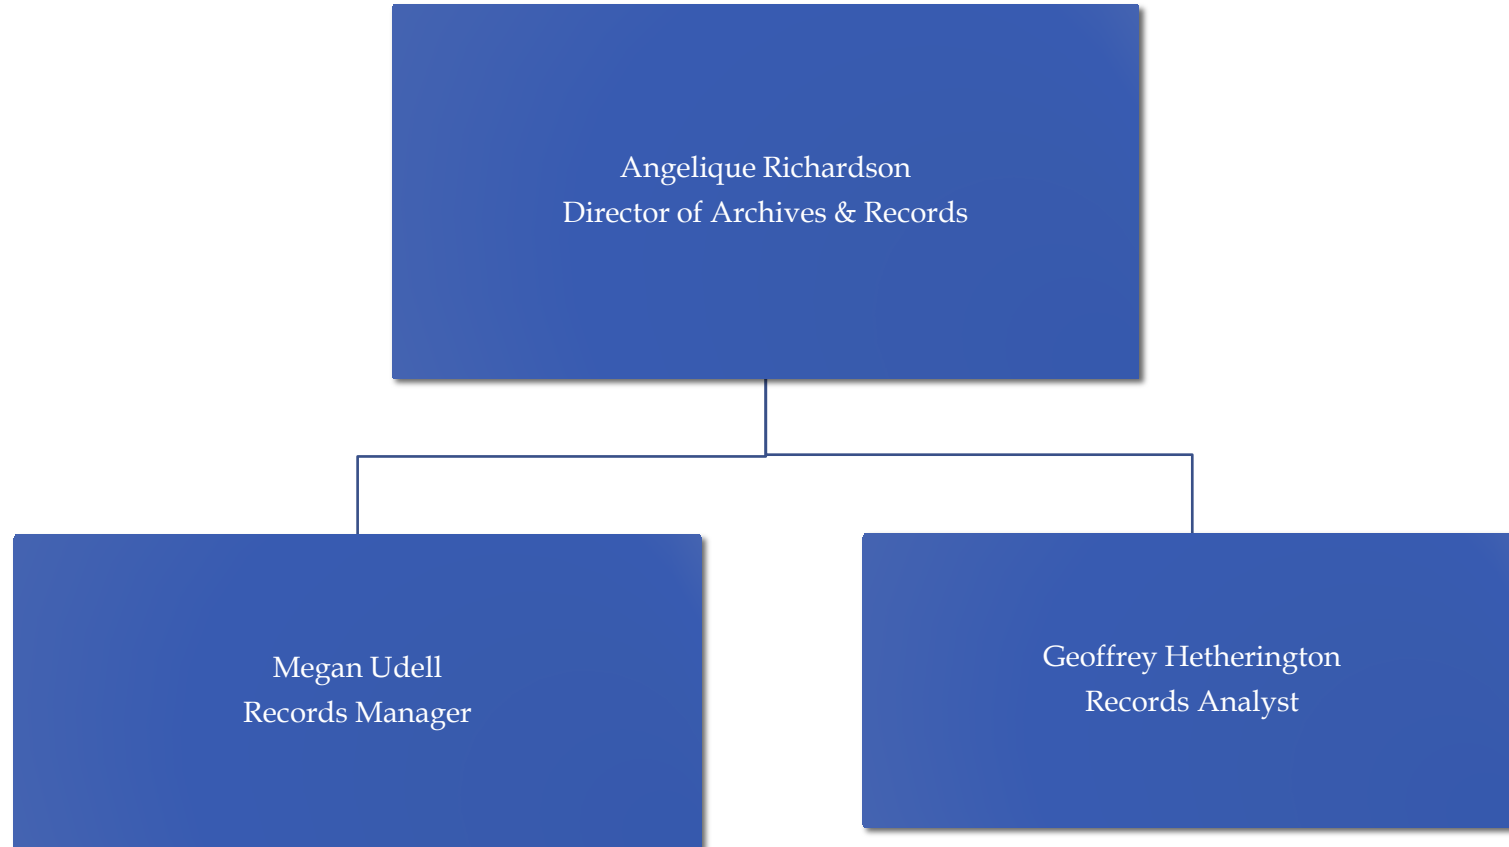 Angelique Richardson
Director of Archives & Records
Megan Udell
Records Manager
Geoffrey Hetherington
Records Analyst